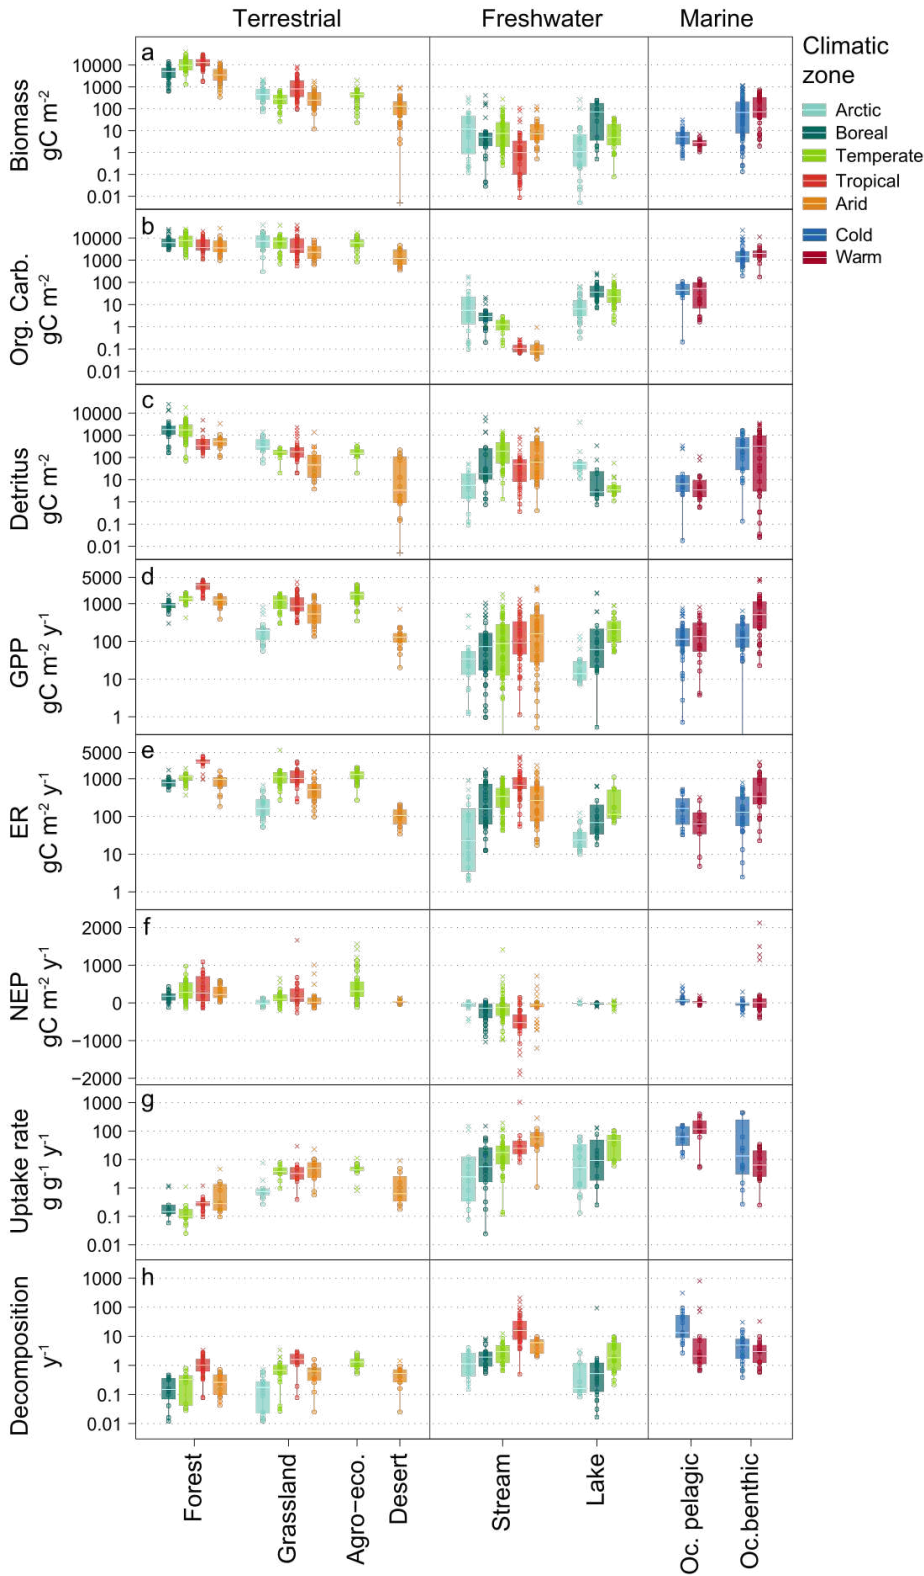 Terrestrial Freshwater Marine
Climatic
zone
Arctic
Boreal
Temperate
Tropical
Arid
Cold
Warm
a
Biomass
gC m⁻²
10000
1000
100
10
1
0.1
0.01
b
Org. Carb.
gC m⁻²
10000
1000
100
10
1
0.1
0.01
c
Detritus
gC m⁻²
10000
1000
100
10
1
0.1
0.01
d
GPP
gC m⁻² y⁻¹
5000
1000
100
10
1
e
ER
gC m⁻² y⁻¹
5000
1000
100
10
1
f
NEP
gC m⁻² y⁻¹
2000
1000
0
−1000
−2000
g
Uptake rate
g g⁻¹ y⁻¹
1000
100
10
1
0.1
0.01
h
Decomposition
y⁻¹
1000
100
10
1
0.1
0.01
Forest
Grassland
Agro−eco.
Desert
Stream
Lake
Oc. pelagic
Oc.benthic